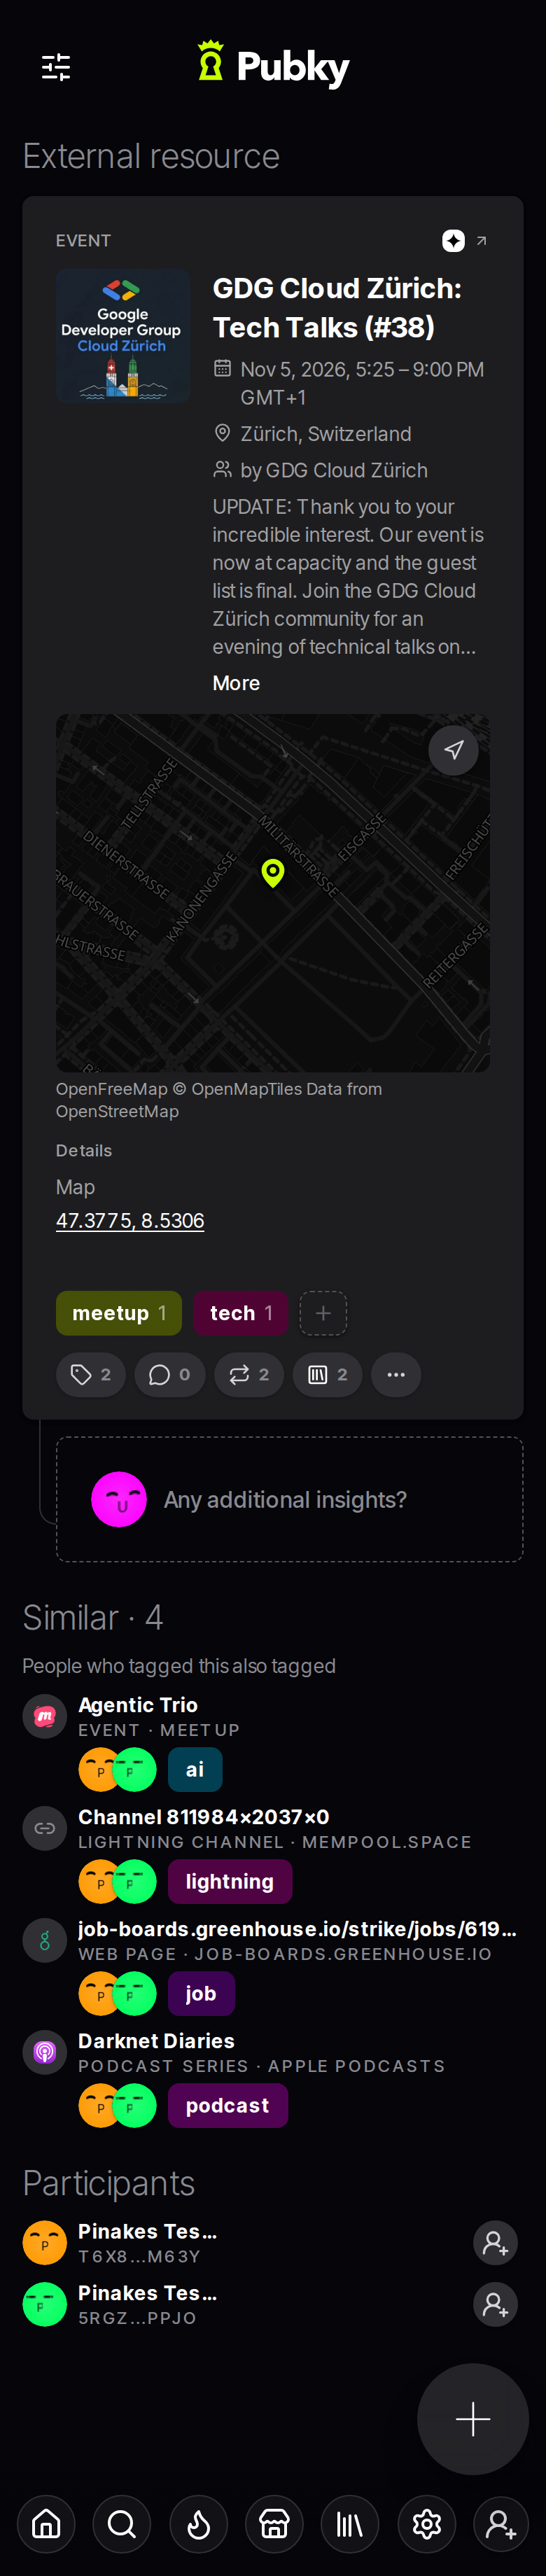 Pubky
External resource
EVENT
Google
Developer Group
Cloud Zürich
GDG Cloud Zürich:
Tech Talks (#38)
Nov 5, 2026, 5:25 – 9:00 PM
GMT+1
Zürich, Switzerland
by GDG Cloud Zürich
UPDATE: Thank you to your
incredible interest. Our event is
now at capacity and the guest
list is final. Join the GDG Cloud
Zürich community for an
evening of technical talks on...
More
TELLSTRASSE
MILITÄRSTRASSE
EISGASSE
DIENERSTRASSE
KANONENGASSE
REITERGASSE
OpenFreeMap © OpenMapTiles Data from
OpenStreetMap
Details
Map
47.3775, 8.5306
meetup 1
tech 1
2 0 2 2
Any additional insights?
Similar · 4
People who tagged this also tagged
Agentic Trio
EVENT · MEETUP
P P ai
Channel 811984×2037×0
LIGHTNING CHANNEL · MEMPOOL.SPACE
P P lightning
job-boards.greenhouse.io/strike/jobs/619...
WEB PAGE · JOB-BOARDS.GREENHOUSE.IO
P P job
Darknet Diaries
PODCAST SERIES · APPLE PODCASTS
P P podcast
Participants
Pinakes Tes...
P
T6X8...M63Y
Pinakes Tes...
P
5RGZ...PPJO